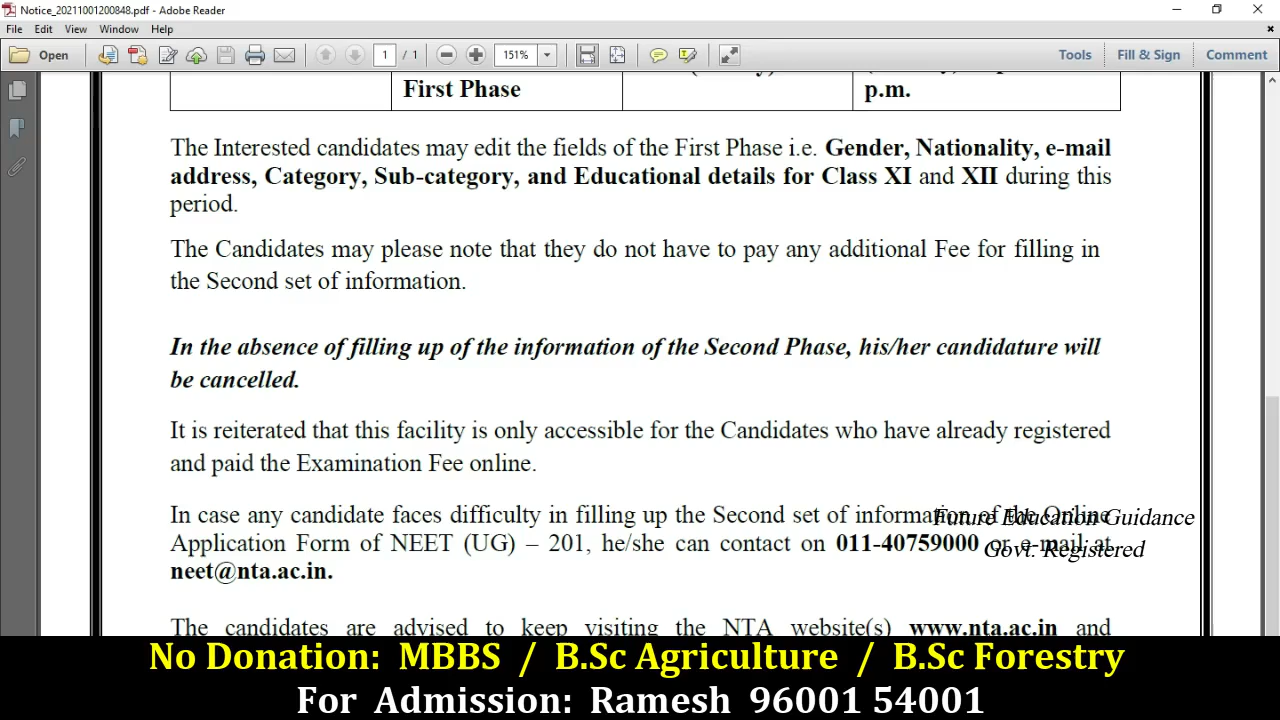 Notice_20211001200848.pdf - Adobe Reader
File Edit View Window Help
Open 1 / 1 151% Tools Fill & Sign Comment
First Phase p.m.
The Interested candidates may edit the fields of the First Phase i.e. Gender, Nationality, e-mail
address, Category, Sub-category, and Educational details for Class XI and XII during this
period.
The Candidates may please note that they do not have to pay any additional Fee for filling in
the Second set of information.
In the absence of filling up of the information of the Second Phase, his/her candidature will
be cancelled.
It is reiterated that this facility is only accessible for the Candidates who have already registered
and paid the Examination Fee online.
In case any candidate faces difficulty in filling up the Second set of information of the Online
Future Education Guidance
Application Form of NEET (UG) – 201, he/she can contact on 011-40759000 or e-mail at
Govt. Registered
neet@nta.ac.in.
The candidates are advised to keep visiting the NTA website(s) www.nta.ac.in and
No Donation: MBBS / B.Sc Agriculture / B.Sc Forestry
For Admission: Ramesh 96001 54001